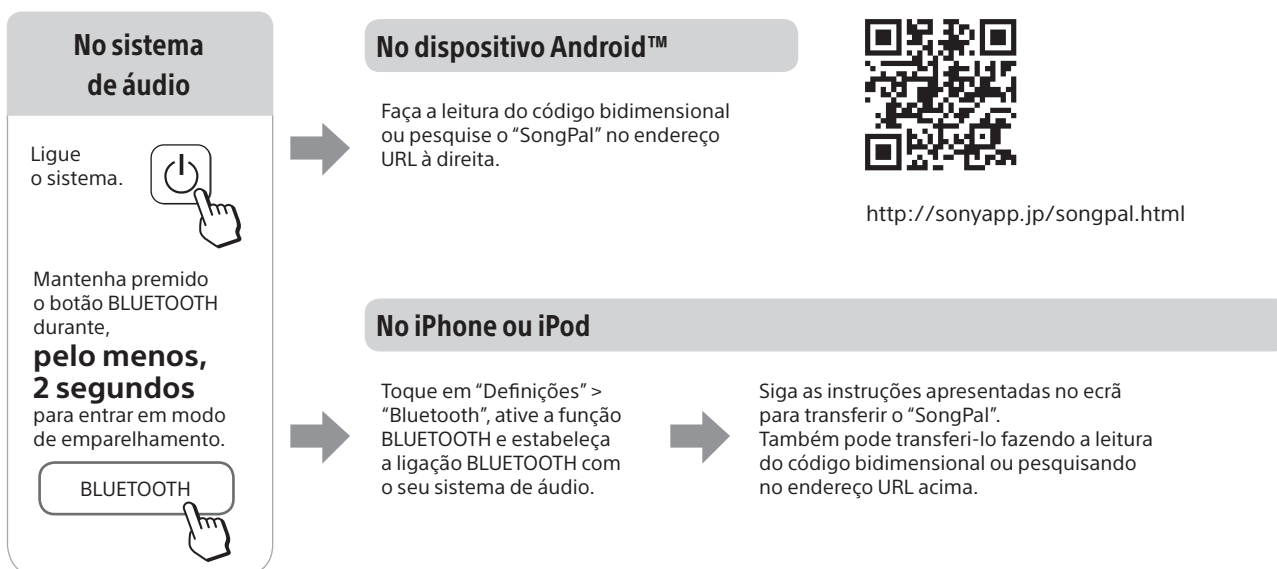 No sistema
de áudio
Ligue
o sistema.
Mantenha premido
o botão BLUETOOTH
durante,
pelo menos,
2 segundos
para entrar em modo
de emparelhamento.
BLUETOOTH
No dispositivo Android™
Faça a leitura do código bidimensional
ou pesquise o “SongPal” no endereço
URL à direita.
http://sonyapp.jp/songpal.html
No iPhone ou iPod
Toque em “Definições” >
“Bluetooth”, ative a função
BLUETOOTH e estabeleça
a ligação BLUETOOTH com
o seu sistema de áudio.
Siga as instruções apresentadas no ecrã
para transferir o “SongPal”.
Também pode transferi-lo fazendo a leitura
do código bidimensional ou pesquisando
no endereço URL acima.